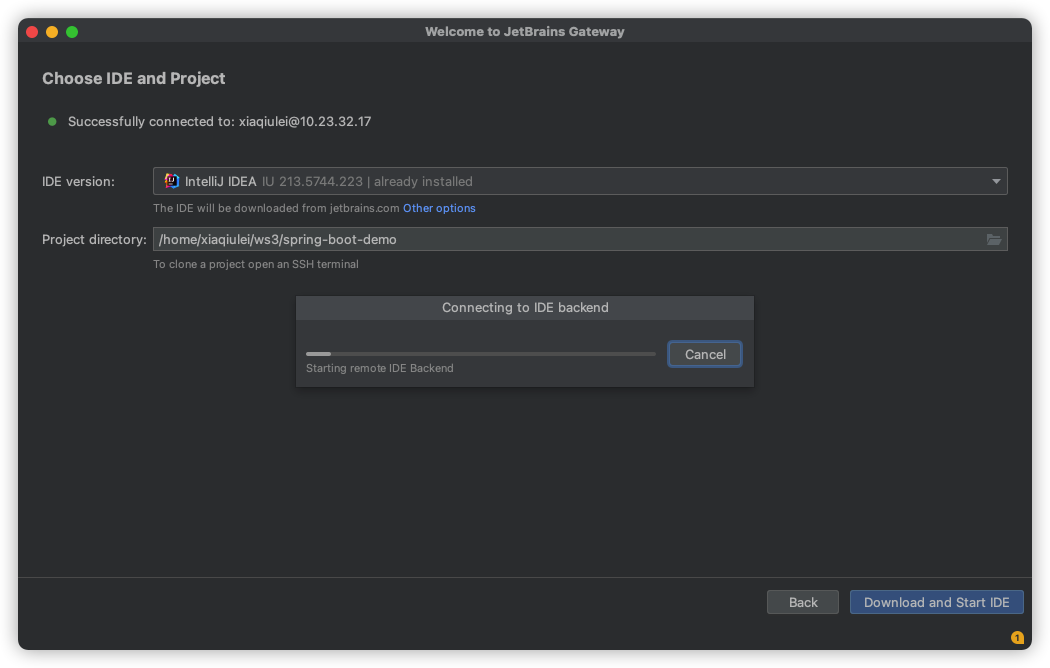 Welcome to JetBrains Gateway
Choose IDE and Project
Successfully connected to: xiaqiulei@10.23.32.17
IDE version: IntelliJ IDEA IU 213.5744.223 | already installed
The IDE will be downloaded from jetbrains.com Other options
Project directory: /home/xiaqiulei/ws3/spring-boot-demo
To clone a project open an SSH terminal
Connecting to IDE backend
Cancel
Starting remote IDE Backend
Back Download and Start IDE
1